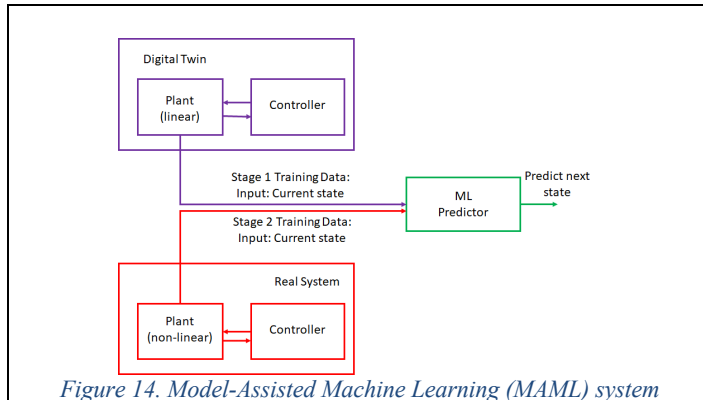 Digital Twin
Plant
(linear)
Controller
Stage 1 Training Data:
Input: Current state
Predict next
state
ML
Predictor
Stage 2 Training Data:
Input: Current state
Real System
Plant
(non-linear)
Controller
Figure 14. Model-Assisted Machine Learning (MAML) system